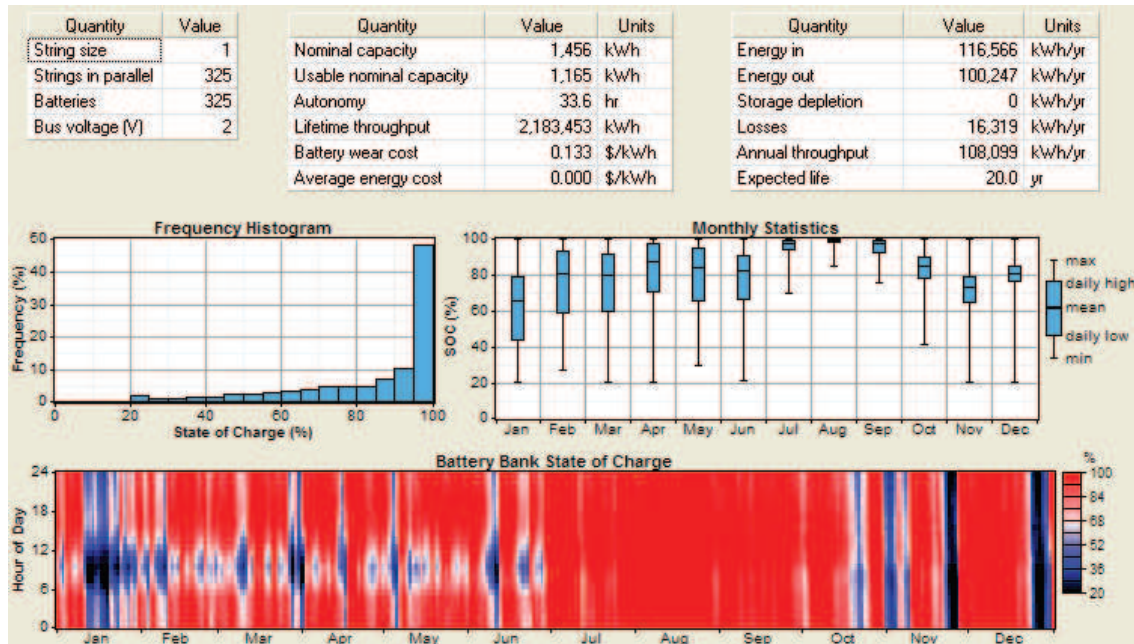 Quantity Value
String size 1
Strings in parallel 325
Batteries 325
Bus voltage (V) 2
Quantity Value Units
Nominal capacity 1,456 kWh
Usable nominal capacity 1,165 kWh
Autonomy 33.6 hr
Lifetime throughput 2,183,453 kWh
Battery wear cost 0.133 $/kWh
Average energy cost 0.000 $/kWh
Quantity Value Units
Energy in 116,566 kWh/yr
Energy out 100,247 kWh/yr
Storage depletion 0 kWh/yr
Losses 16,319 kWh/yr
Annual throughput 108,099 kWh/yr
Expected life 20.0 yr
Frequency Histogram
Frequency (%)
50
40
30
20
10
0
0 20 40 60 80 100
State of Charge (%)
Monthly Statistics
SOC (%)
100
80
60
40
20
0
Jan Feb Mar Apr May Jun Jul Aug Sep Oct Nov Dec
max
daily high
mean
daily low
min
Battery Bank State of Charge
Hour of Day
24
18
12
6
0
Jan Feb Mar Apr May Jun Jul Aug Sep Oct Nov Dec
%
100
84
68
52
36
20